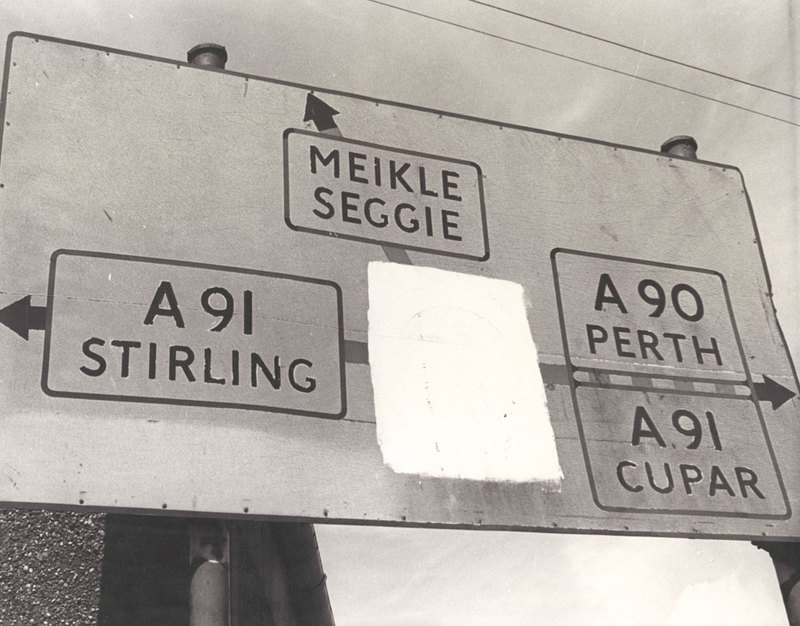 MEIKLE
SEGGIE
A 91
STIRLING
A 90
PERTH
A.91
CUPAR